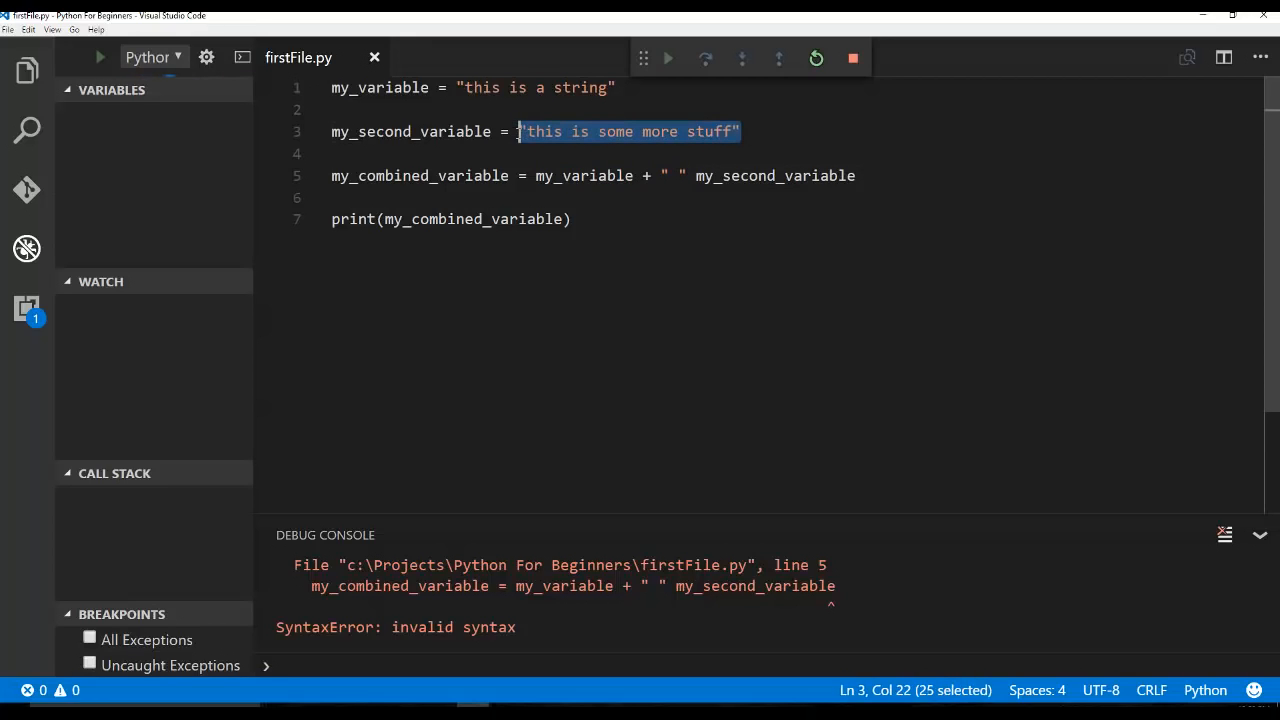 firstFile.py - Python For Beginners - Visual Studio Code
File Edit View Go Help
Python
firstFile.py
VARIABLES
WATCH
CALL STACK
BREAKPOINTS
All Exceptions
Uncaught Exceptions
1 my_variable = "this is a string"
2
3 my_second_variable = "this is some more stuff"
4
5 my_combined_variable = my_variable + " " my_second_variable
6
7 print(my_combined_variable)
1
DEBUG CONSOLE
File "c:\Projects\Python For Beginners\firstFile.py", line 5
my_combined_variable = my_variable + " " my_second_variable
^
SyntaxError: invalid syntax
0 0
Ln 3, Col 22 (25 selected) Spaces: 4 UTF-8 CRLF Python